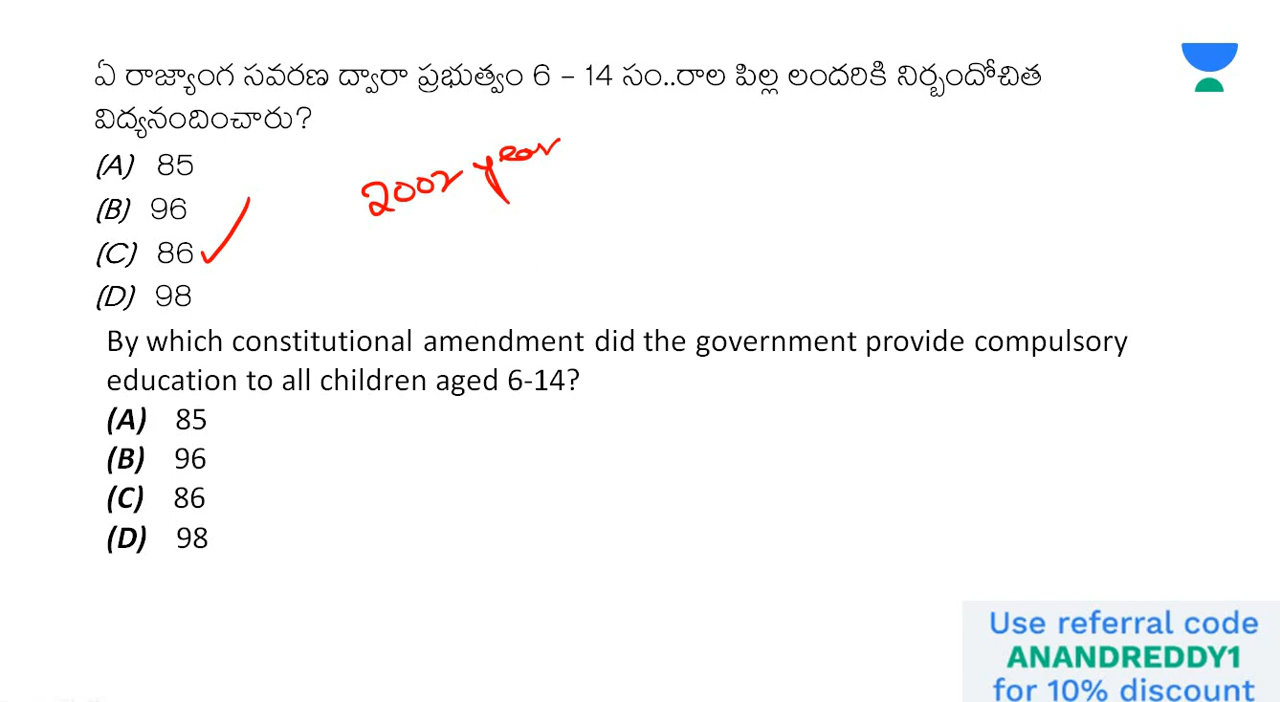 ఏ రాజ్యాంగ సవరణ ద్వారా ప్రభుత్వం 6 – 14 సం..రాల పిల్ల లందరికి నిర్బందోచిత
విద్యనందించారు?
(A) 85
(B) 96
(C) 86
(D) 98
2002 year
By which constitutional amendment did the government provide compulsory
education to all children aged 6-14?
(A) 85
(B) 96
(C) 86
(D) 98
Use referral code
ANANDREDDY1
for 10% discount